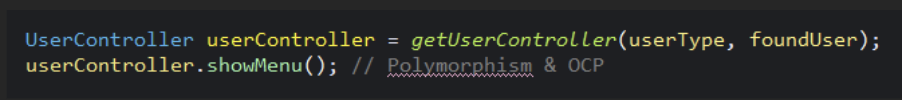 UserController userController = getUserController(userType, foundUser);
userController.showMenu(); // Polymorphism & OCP